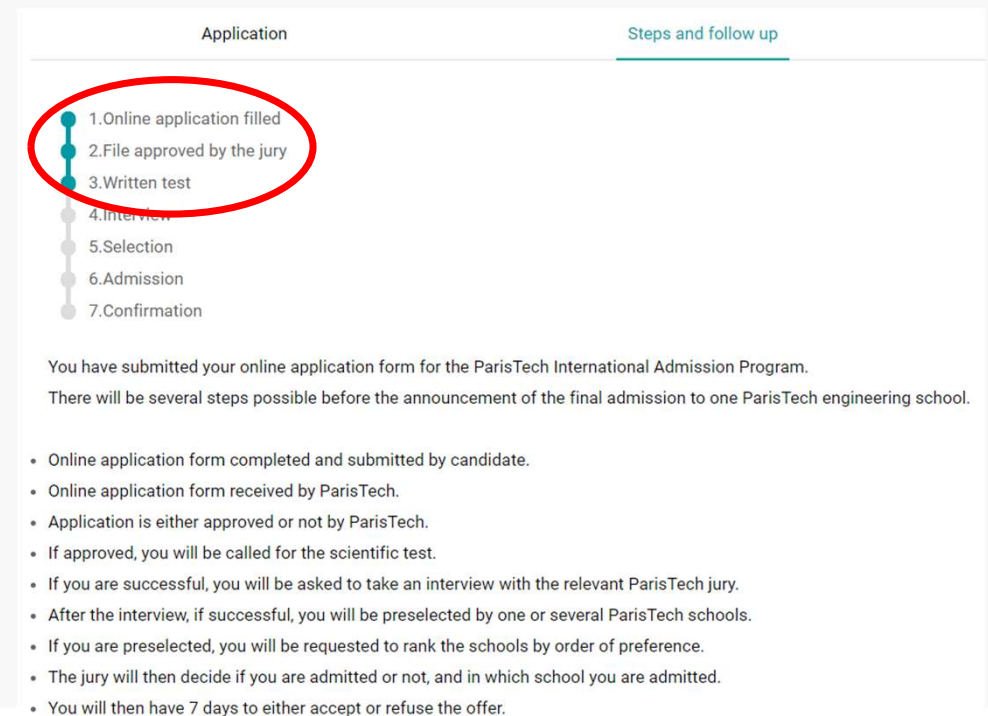 Application
Steps and follow up
1.Online application filled
2.File approved by the jury
3.Written test
4.Interview
5.Selection
6.Admission
7.Confirmation
You have submitted your online application form for the ParisTech International Admission Program.
There will be several steps possible before the announcement of the final admission to one ParisTech engineering school.
• Online application form completed and submitted by candidate.
• Online application form received by ParisTech.
• Application is either approved or not by ParisTech.
• If approved, you will be called for the scientific test.
• If you are successful, you will be asked to take an interview with the relevant ParisTech jury.
• After the interview, if successful, you will be preselected by one or several ParisTech schools.
• If you are preselected, you will be requested to rank the schools by order of preference.
• The jury will then decide if you are admitted or not, and in which school you are admitted.
• You will then have 7 days to either accept or refuse the offer.